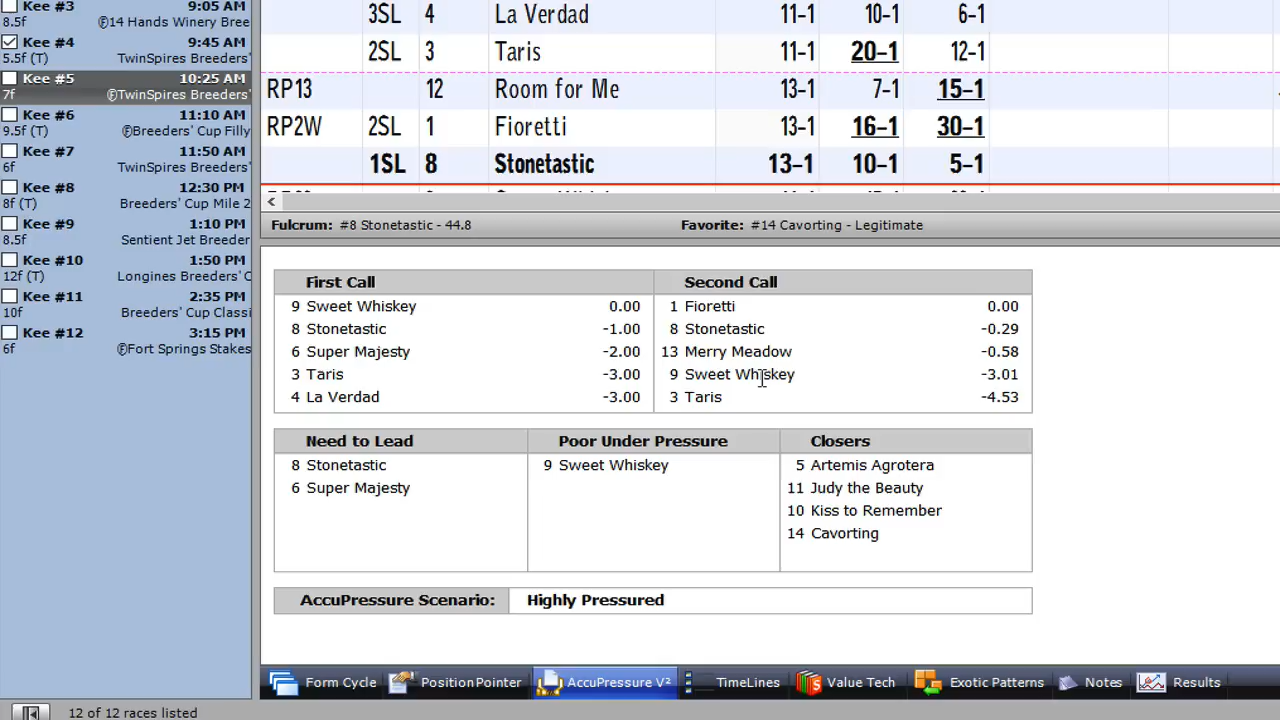 Kee #3 9:05 AM
8.5f Ⓕ14 Hands Winery Bree
Kee #4 9:45 AM
5.5f (T) TwinSpires Breeders'
Kee #5 10:25 AM
7f ⒻTwinSpires Breeders'
Kee #6 11:10 AM
9.5f (T) ⒻBreeders' Cup Filly
Kee #7 11:50 AM
6f TwinSpires Breeders'
Kee #8 12:30 PM
8f (T) Breeders' Cup Mile 2
Kee #9 1:10 PM
8.5f Sentient Jet Breeder
Kee #10 1:50 PM
12f (T) Longines Breeders' C
Kee #11 2:35 PM
10f Breeders' Cup Classi
Kee #12 3:15 PM
6f ⒻFort Springs Stakes
3SL 4 La Verdad 11-1 10-1 6-1
2SL 3 Taris 11-1 20-1 12-1
RP13 12 Room for Me 13-1 7-1 15-1
RP2W 2SL 1 Fioretti 13-1 16-1 30-1
1SL 8 Stonetastic 13-1 10-1 5-1
Fulcrum: #8 Stonetastic - 44.8 Favorite: #14 Cavorting - Legitimate
First Call Second Call
9 Sweet Whiskey 0.00 1 Fioretti 0.00
8 Stonetastic -1.00 8 Stonetastic -0.29
6 Super Majesty -2.00 13 Merry Meadow -0.58
3 Taris -3.00 9 Sweet Whiskey -3.01
4 La Verdad -3.00 3 Taris -4.53
Need to Lead Poor Under Pressure Closers
8 Stonetastic 9 Sweet Whiskey 5 Artemis Agrotera
6 Super Majesty 11 Judy the Beauty
10 Kiss to Remember
14 Cavorting
AccuPressure Scenario: Highly Pressured
Form Cycle Position Pointer AccuPressure V² TimeLines Value Tech Exotic Patterns Notes Results
12 of 12 races listed